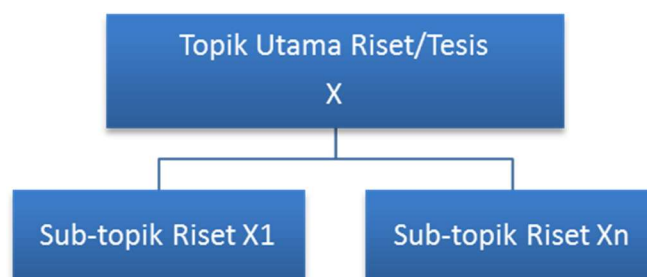 Topik Utama Riset/Tesis
X
Sub-topik Riset X1
Sub-topik Riset Xn